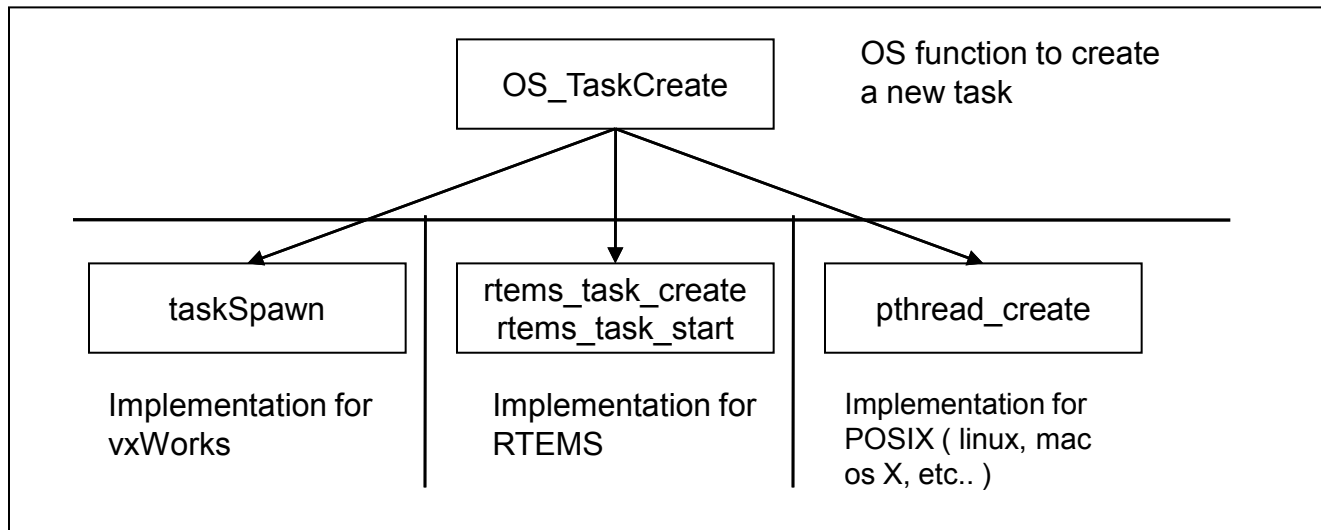 OS_TaskCreate
OS function to create
a new task
taskSpawn
rtems_task_create
rtems_task_start
pthread_create
Implementation for
vxWorks
Implementation for
RTEMS
Implementation for
POSIX ( linux, mac
os X, etc.. )